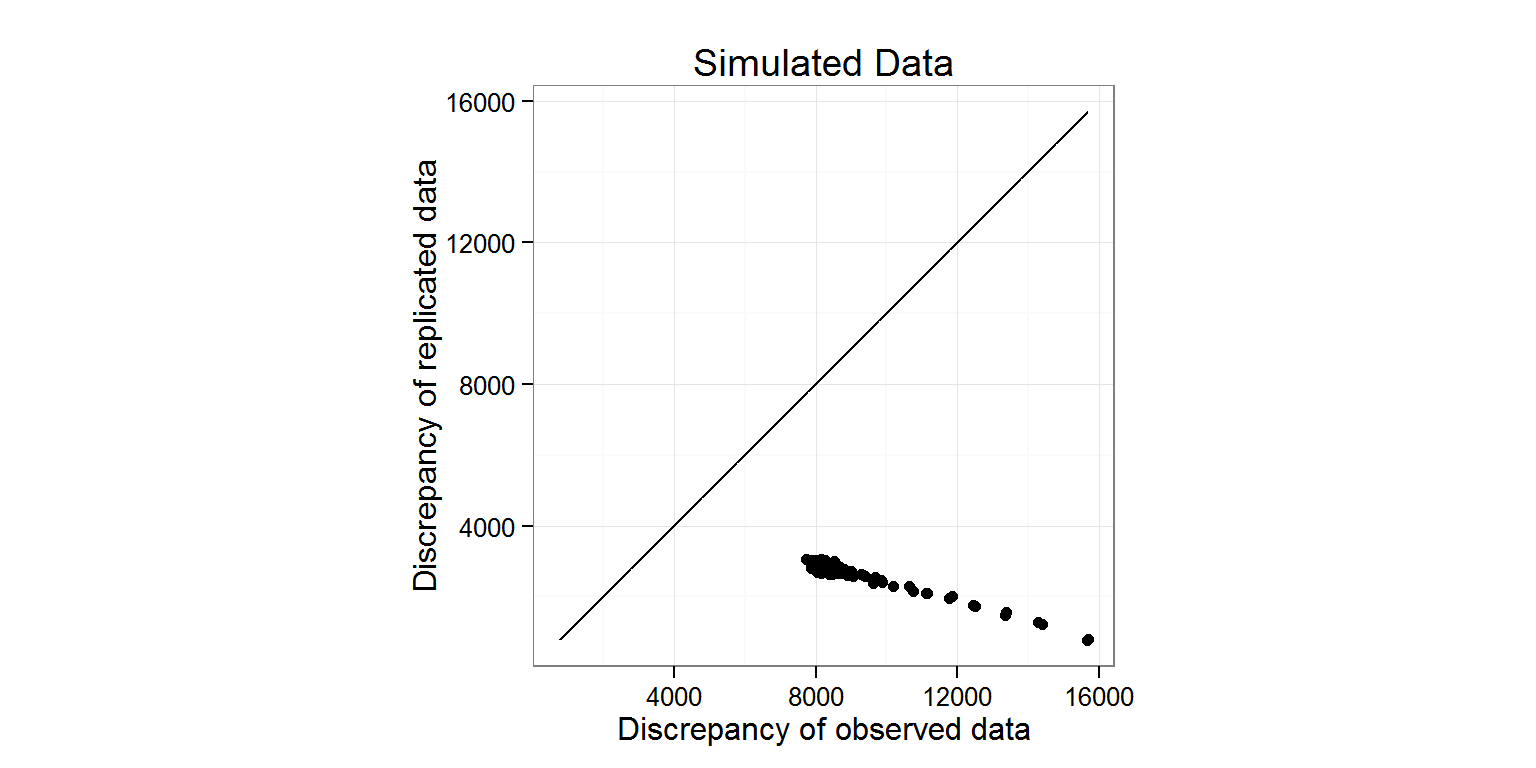 Simulated Data
Discrepancy of replicated data
16000
12000
8000
4000
4000 8000 12000 16000
Discrepancy of observed data